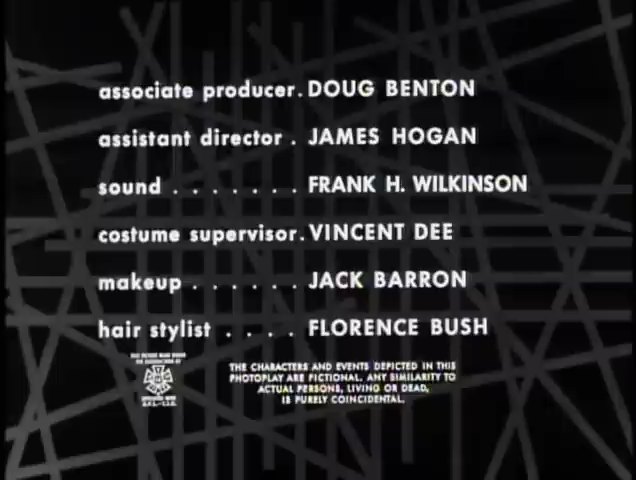 associate producer. DOUG BENTON
assistant director . JAMES HOGAN
sound . . . . . . . FRANK H. WILKINSON
costume supervisor. VINCENT DEE
makeup . . . . . . JACK BARRON
hair stylist . . . . FLORENCE BUSH
THE CHARACTERS AND EVENTS DEPICTED IN THIS
PHOTOPLAY ARE FICTIONAL. ANY SIMILARITY TO
ACTUAL PERSONS, LIVING OR DEAD,
IS PURELY COINCIDENTAL.